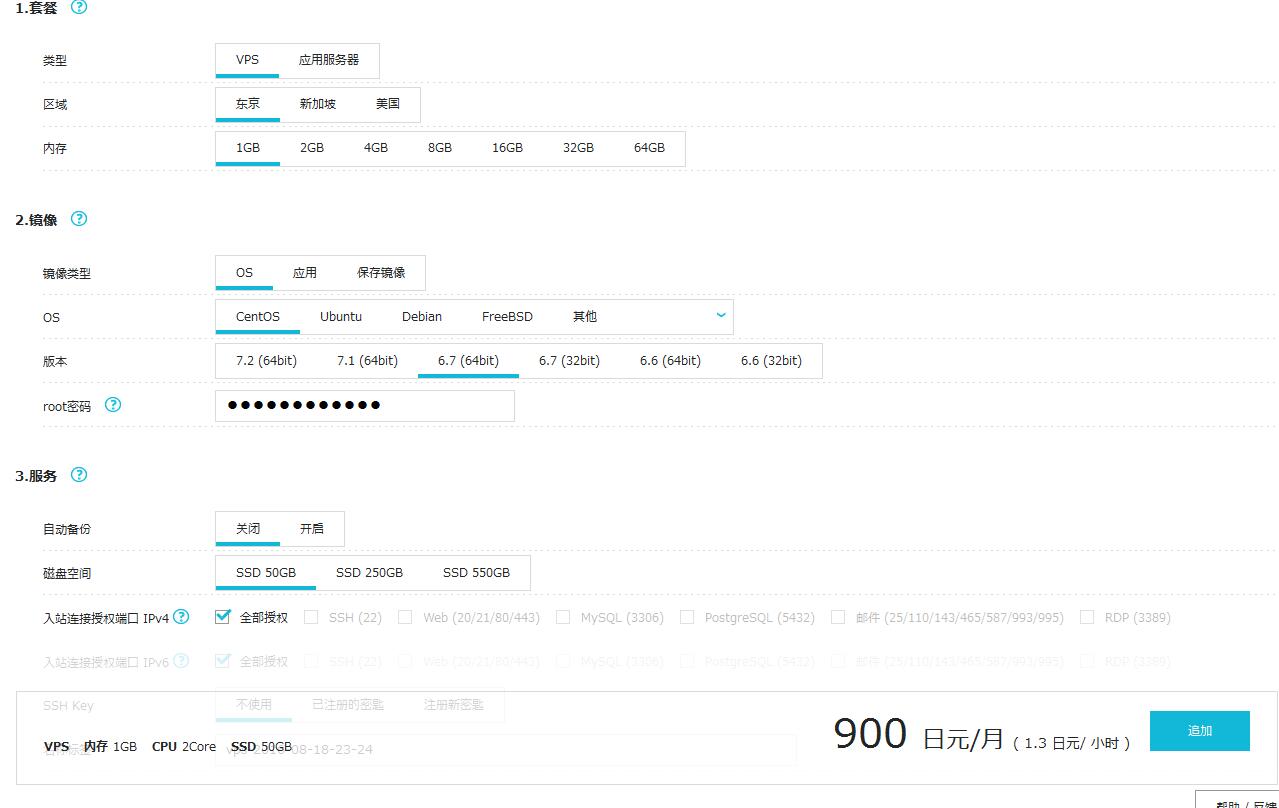 1.套餐 ?
类型 VPS 应用服务器
区域 东京 新加坡 美国
内存 1GB 2GB 4GB 8GB 16GB 32GB 64GB
2.镜像 ?
镜像类型 OS 应用 保存镜像
OS CentOS Ubuntu Debian FreeBSD 其他
版本 7.2 (64bit) 7.1 (64bit) 6.7 (64bit) 6.7 (32bit) 6.6 (64bit) 6.6 (32bit)
root密码 ? ●●●●●●●●●●●●
3.服务 ?
自动备份 关闭 开启
磁盘空间 SSD 50GB SSD 250GB SSD 550GB
入站连接授权端口 IPv4 ? 全部授权 SSH (22) Web (20/21/80/443) MySQL (3306) PostgreSQL (5432) 邮件 (25/110/143/465/587/993/995) RDP (3389)
入站连接授权端口 IPv6 ? 全部授权 SSH (22) Web (20/21/80/443) MySQL (3306) PostgreSQL (5432) 邮件 (25/110/143/465/587/993/995) RDP (3389)
SSH Key 不使用 已注册的密匙 注册新密匙
VPS 内存 1GB CPU 2Core SSD 50GB
08-18-23-24
900 日元/月 ( 1.3 日元/ 小时 ) 追加
帮助 / 反馈